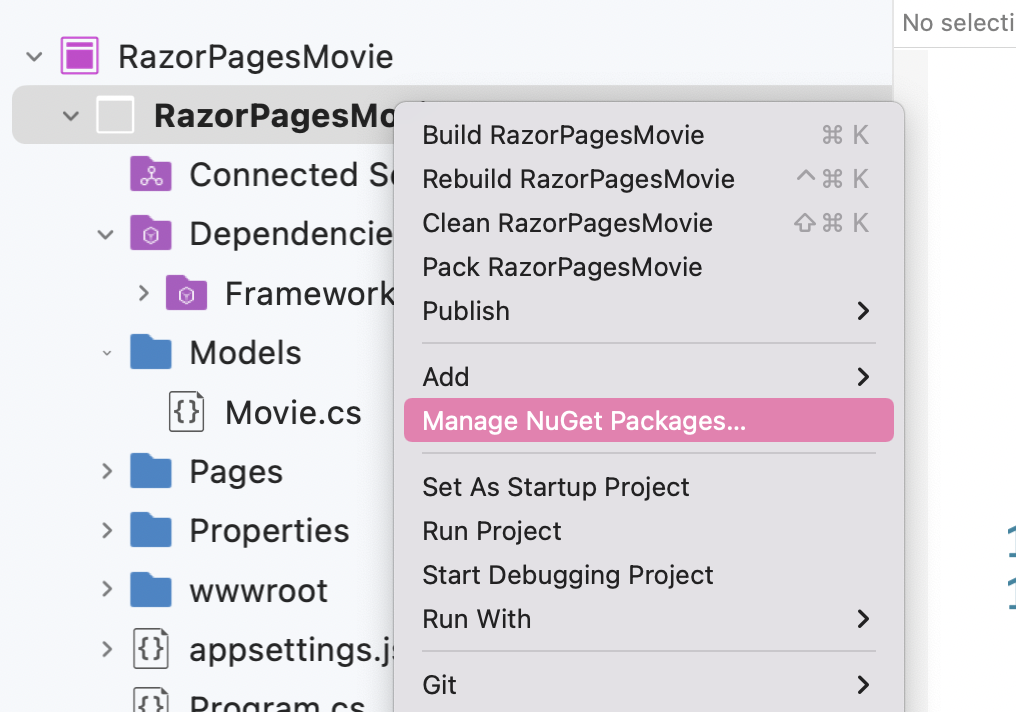 No selecti
RazorPagesMovie
RazorPagesMo
Connected S
Dependencie
Framework
Models
{} Movie.cs
Pages
Properties
wwwroot
{} appsettings.j
{} Program.cs
Build RazorPagesMovie ⌘ K
Rebuild RazorPagesMovie ^⌘ K
Clean RazorPagesMovie ⇧⌘ K
Pack RazorPagesMovie
Publish
Add
Manage NuGet Packages...
Set As Startup Project
Run Project
Start Debugging Project
Run With
Git